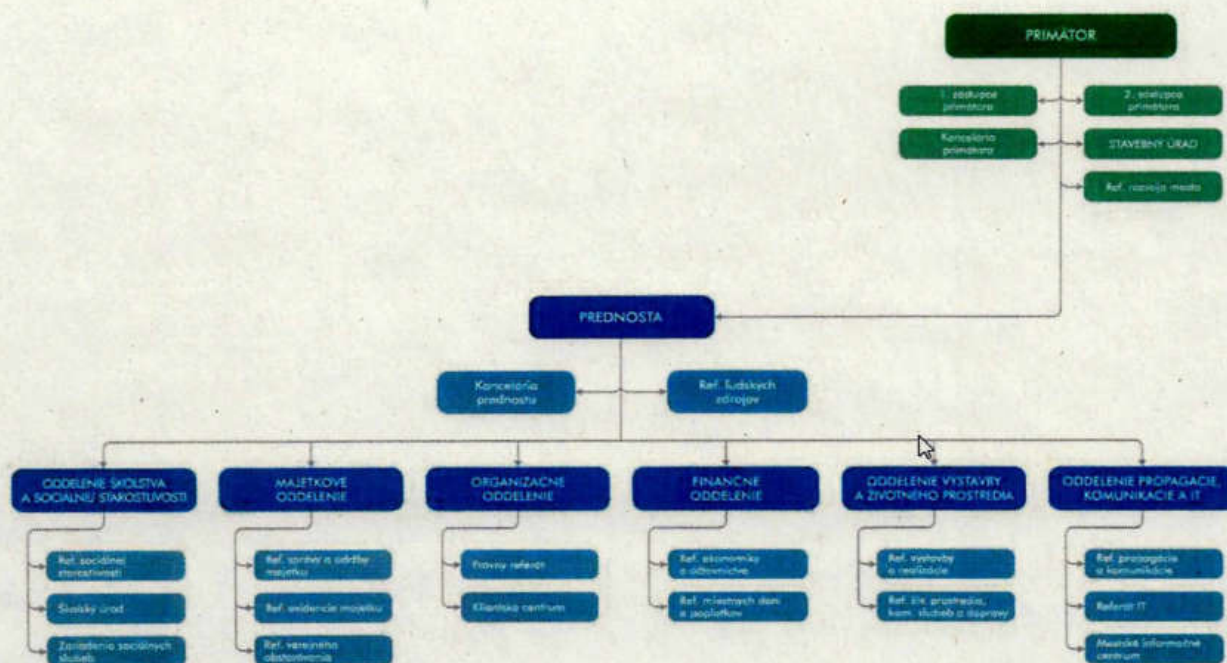 PRIMÁTOR
1. zástupca
primátora
2. zástupca
primátora
Kancelária
primátora
STAVEBNÝ ÚRAD
Ref. rozvoja mesta
PREDNOSTA
Kancelária
prednostu
Ref. ľudských
zdrojov
ODDELENIE ŠKOLSTVA
A SOCIÁLNEJ STAROSTLIVOSTI
MAJETKOVÉ
ODDELENIE
ORGANIZAČNÉ
ODDELENIE
FINANČNÉ
ODDELENIE
ODDELENIE VÝSTAVBY
A ŽIVOTNÉHO PROSTREDIA
ODDELENIE PROPAGÁCIE,
KOMUNIKÁCIE A IT
Ref. sociálnej
starostlivosti
Školský úrad
Zariadenia sociálnych
služieb
Ref. správy a údržby
majetku
Ref. evidencie majetku
Ref. verejného
obstarávania
Právny referát
Klientske centrum
Ref. ekonomiky
a účtovníctva
Ref. miestnych daní
a poplatkov
Ref. výstavby
a realizácie
Ref. živ. prostredia,
kom. služieb a dopravy
Ref. propagácie
a komunikácie
Referát IT
Mestské informačné
centrum